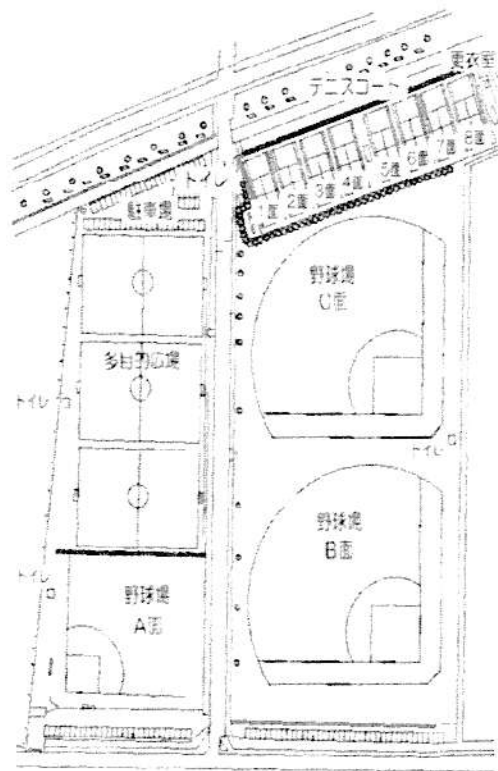 更衣室
テニスコート
トイレ
1面
2面
3面
4面
5面
6面
7面
8面
駐車場
野球場
C面
多目的広場
トイレ
トイレ
野球場
B面
トイレ
野球場
A面